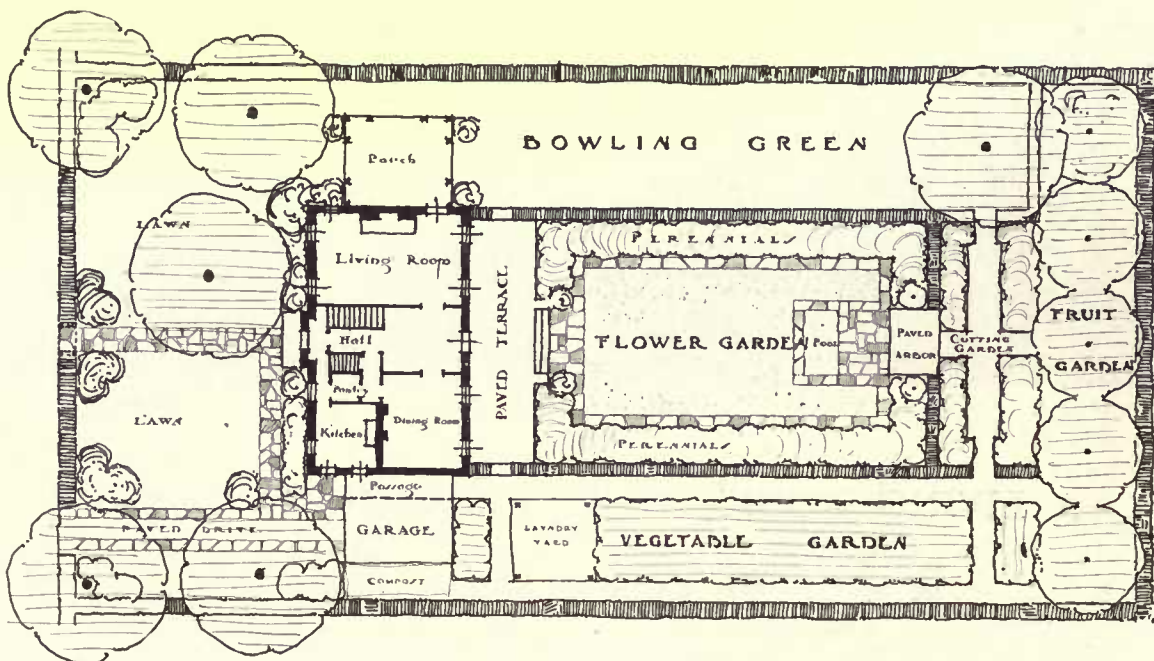 BOWLING GREEN
Porch
LAWN
PERENNIALS
Living Room
PAVED TERRACE
Hall
FLOWER GARDEN
Pool
PAVED
ARBOR
CUTTING
GARDEN
FRUIT
GARDEN
Pantry
LAWN
Kitchen
Dining Room
PERENNIALS
Passage
PAVED DRIVE
GARAGE
LAUNDRY
YARD
VEGETABLE GARDEN
COMPOST